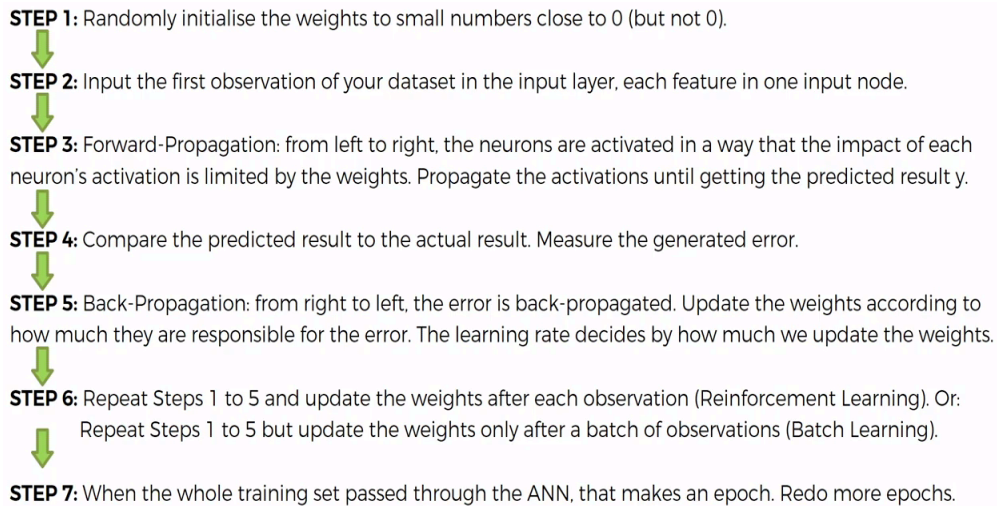 STEP 1: Randomly initialise the weights to small numbers close to 0 (but not 0).
STEP 2: Input the first observation of your dataset in the input layer, each feature in one input node.
STEP 3: Forward-Propagation: from left to right, the neurons are activated in a way that the impact of each
neuron's activation is limited by the weights. Propagate the activations until getting the predicted result y.
STEP 4: Compare the predicted result to the actual result. Measure the generated error.
STEP 5: Back-Propagation: from right to left, the error is back-propagated. Update the weights according to
how much they are responsible for the error. The learning rate decides by how much we update the weights.
STEP 6: Repeat Steps 1 to 5 and update the weights after each observation (Reinforcement Learning). Or:
Repeat Steps 1 to 5 but update the weights only after a batch of observations (Batch Learning).
STEP 7: When the whole training set passed through the ANN, that makes an epoch. Redo more epochs.